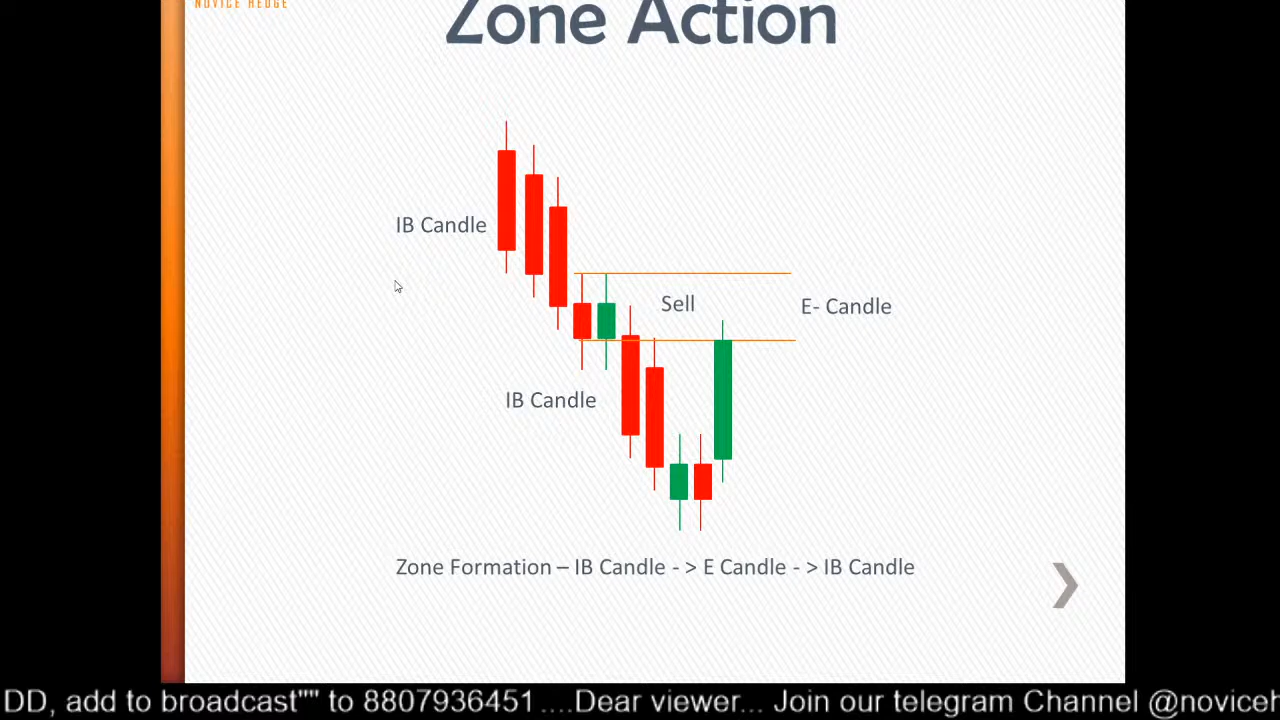 NOVICE HEDGE
Zone Action
IB Candle
Sell
E- Candle
IB Candle
Zone Formation – IB Candle - > E Candle - > IB Candle
DD, add to broadcast"" to 8807936451 ....Dear viewer... Join our telegram Channel @noviceh